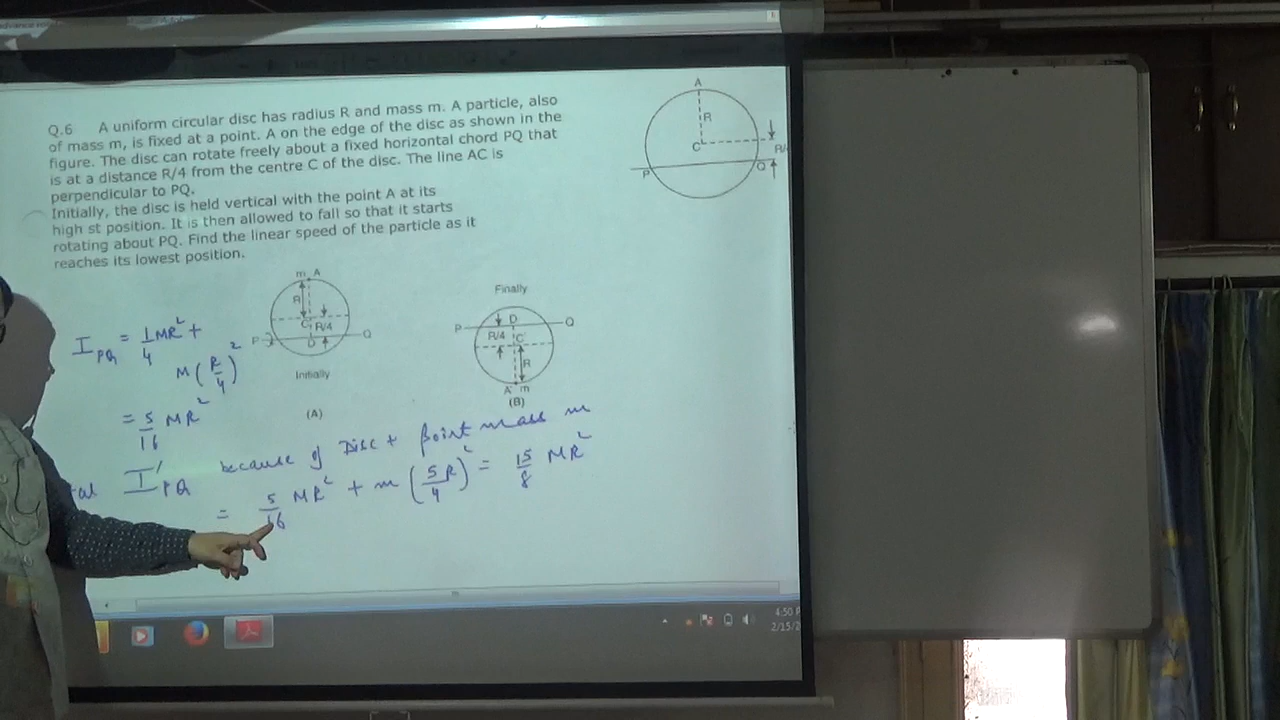 Q.6 A uniform circular disc has radius R and mass m. A particle, also
of mass m, is fixed at a point. A on the edge of the disc as shown in the
figure. The disc can rotate freely about a fixed horizontal chord PQ that
is at a distance R/4 from the centre C of the disc. The line AC is
perpendicular to PQ.
Initially, the disc is held vertical with the point A at its
high st position. It is then allowed to fall so that it starts
rotating about PQ. Find the linear speed of the particle as it
reaches its lowest position.
A
R
C
R/
P
Q
m A
R
C
R/4
P
Q
D
Initially
(A)
Finally
P
D
Q
R/4
C
R
A m
(B)
I_PQ = 1/4 MR² +
M(R/4)²
= 5/16 MR²
I'_PQ because of Disc + point mass m
= 5/16 MR² + m(5R/4)² = 15/8 MR²
4:50 P
2/15/2